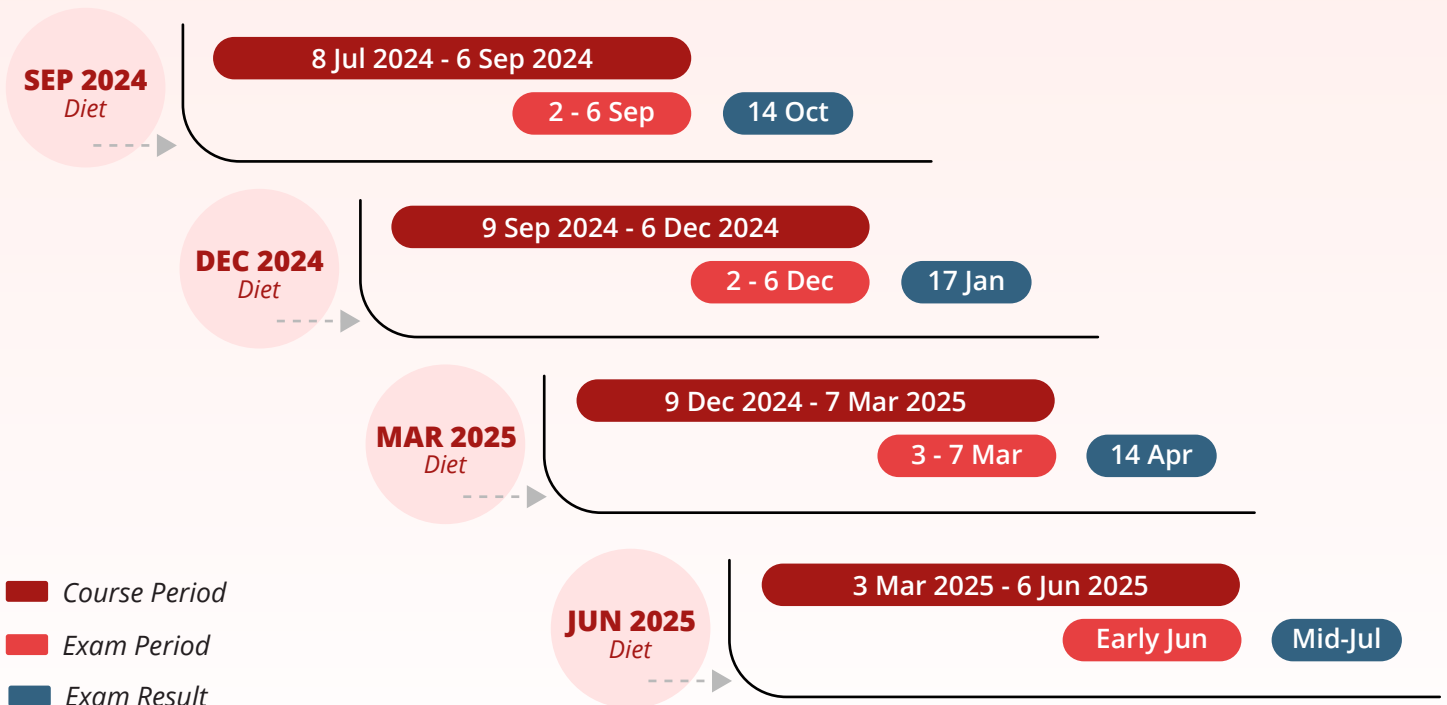 8 Jul 2024 - 6 Sep 2024
SEP 2024
Diet
2 - 6 Sep
14 Oct
9 Sep 2024 - 6 Dec 2024
DEC 2024
Diet
2 - 6 Dec
17 Jan
9 Dec 2024 - 7 Mar 2025
MAR 2025
Diet
3 - 7 Mar
14 Apr
3 Mar 2025 - 6 Jun 2025
JUN 2025
Diet
Early Jun
Mid-Jul
Course Period
Exam Period
Exam Result